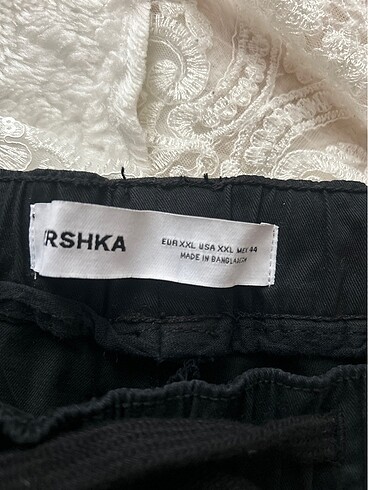 RSHKA
EUR XXL USA XXL MEX 44
MADE IN BANGLADESH